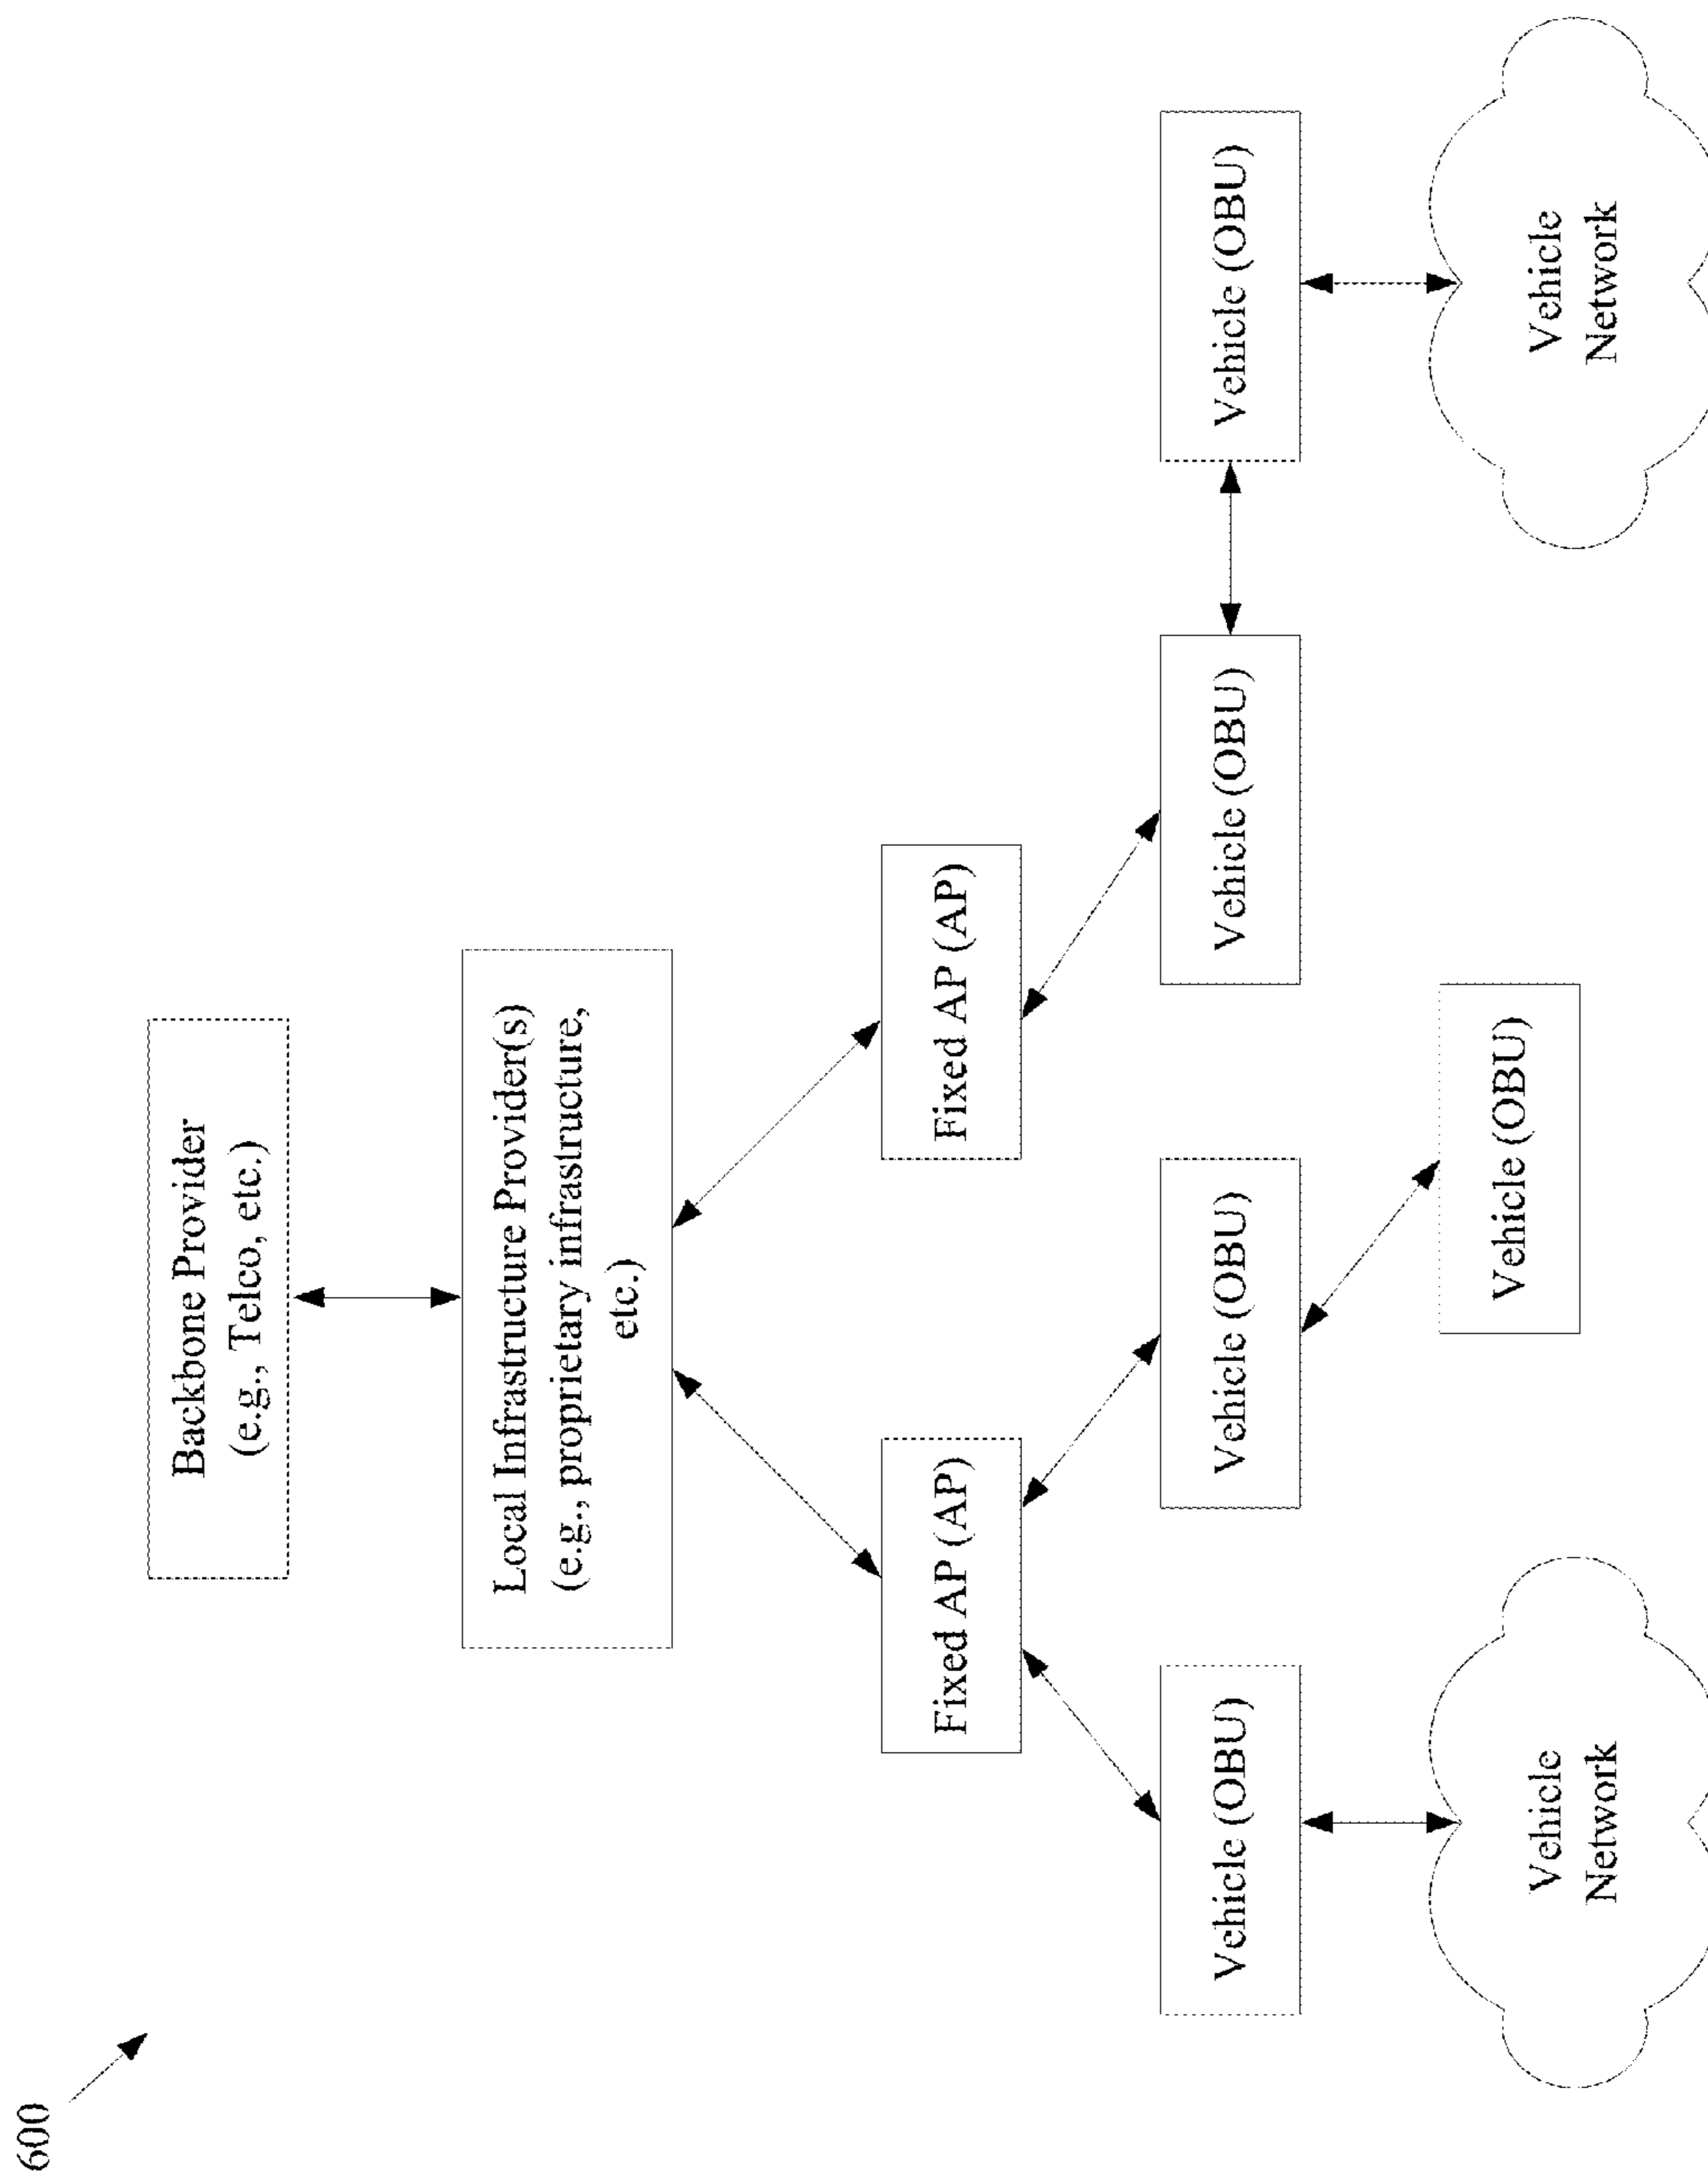 600
Backbone Provider
(e.g., Telco, etc.)
Local Infrastructure Provider(s)
(e.g., proprietary infrastructure,
etc.)
Fixed AP (AP)
Fixed AP (AP)
Vehicle (OBU)
Vehicle (OBU)
Vehicle (OBU)
Vehicle (OBU)
Vehicle (OBU)
Vehicle
Network
Vehicle
Network